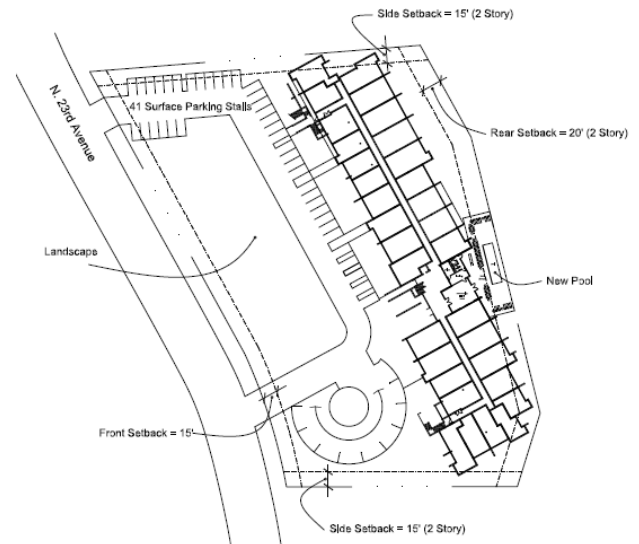 SIde Setback = 15' (2 Story)
N. 23rd Avenue
41 Surface Parking Stalls
Rear Setback = 20' (2 Story)
Landscape
New Pool
Front Setback = 15'
SIde Setback = 15' (2 Story)